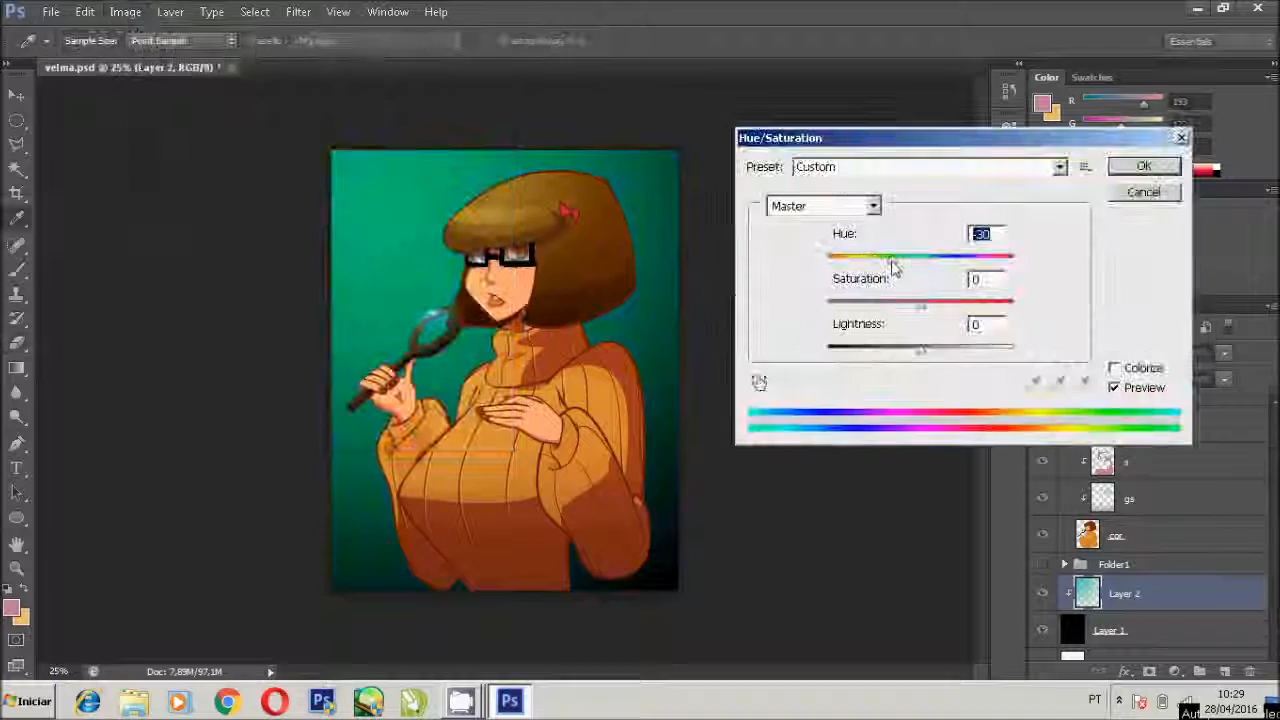 Ps File Edit Image Layer Type Select Filter View Window Help
Sample Size: Point Sample
Essentials
velma.psd @ 25% (Layer 2, RGB/8) *
Color Swatches
R 193
G
Hue/Saturation
Preset: Custom
OK
Cancel
Master
Hue: -30
Saturation: 0
Lightness: 0
Colorize
Preview
s
gs
cor
Folder1
Layer 2
Layer 1
25% Doc: 7,89M/97,1M
Iniciar
PT
10:29
28/04/2016